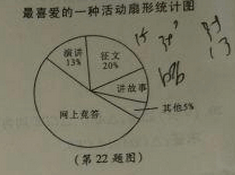 最喜爱的一种活动扇形统计图
演讲
13%
征文
20%
讲故事
其他5%
网上竞答
(第22题图)